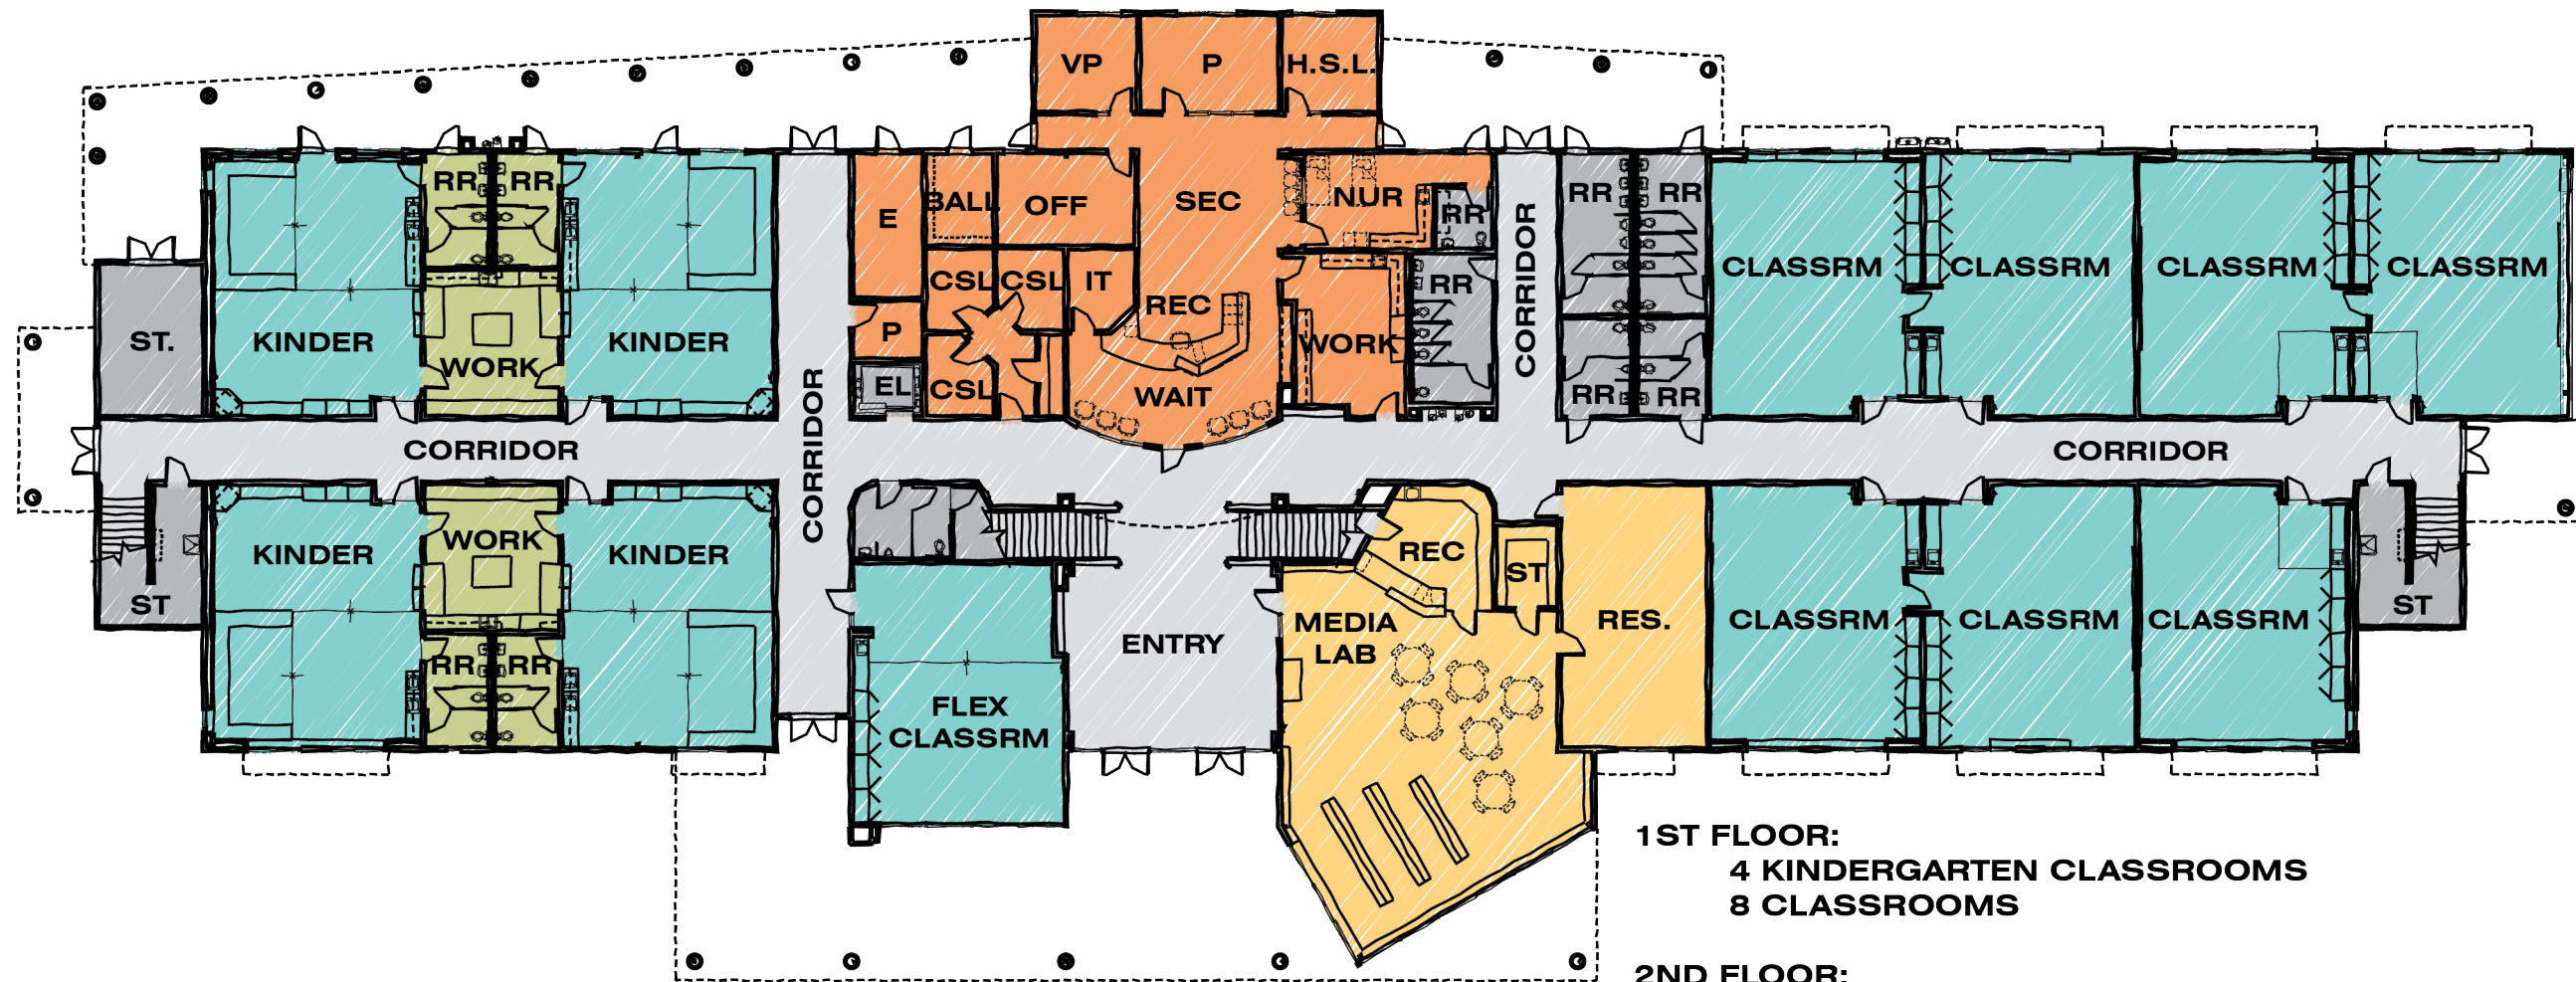 VP
P
H.S.L.
RR
RR
E
BALL
OFF
SEC
NUR
RR
CORRIDOR
RR
RR
CLASSRM
CLASSRM
CLASSRM
CLASSRM
ST.
KINDER
WORK
KINDER
CORRIDOR
P
EL
CSL
CSL
CSL
IT
REC
WAIT
WORK
RR
RR
RR
CORRIDOR
CORRIDOR
ST
KINDER
WORK
KINDER
RR
RR
FLEX
CLASSRM
ENTRY
REC
ST
MEDIA
LAB
RES.
CLASSRM
CLASSRM
CLASSRM
ST
1ST FLOOR:
4 KINDERGARTEN CLASSROOMS
8 CLASSROOMS
2ND FLOOR: